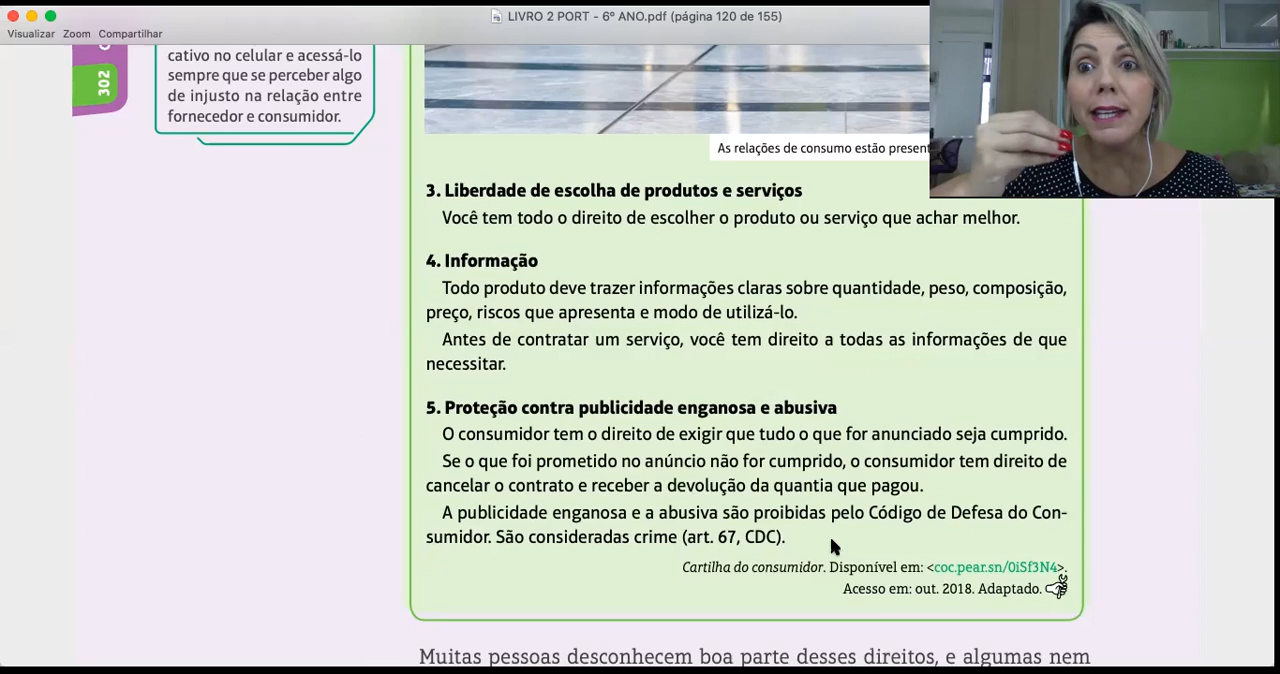 LIVRO 2 PORT - 6º ANO.pdf (página 120 de 155)
Visualizar Zoom Compartilhar
302
cativo no celular e acessá-lo
sempre que se perceber algo
de injusto na relação entre
fornecedor e consumidor.
As relações de consumo estão present
3. Liberdade de escolha de produtos e serviços
Você tem todo o direito de escolher o produto ou serviço que achar melhor.
4. Informação
Todo produto deve trazer informações claras sobre quantidade, peso, composição,
preço, riscos que apresenta e modo de utilizá-lo.
Antes de contratar um serviço, você tem direito a todas as informações de que
necessitar.
5. Proteção contra publicidade enganosa e abusiva
O consumidor tem o direito de exigir que tudo o que for anunciado seja cumprido.
Se o que foi prometido no anúncio não for cumprido, o consumidor tem direito de
cancelar o contrato e receber a devolução da quantia que pagou.
A publicidade enganosa e a abusiva são proibidas pelo Código de Defesa do Con-
sumidor. São consideradas crime (art. 67, CDC).
Cartilha do consumidor. Disponível em: <coc.pear.sn/0iSf3N4>.
Acesso em: out. 2018. Adaptado.
Muitas pessoas desconhecem boa parte desses direitos, e algumas nem